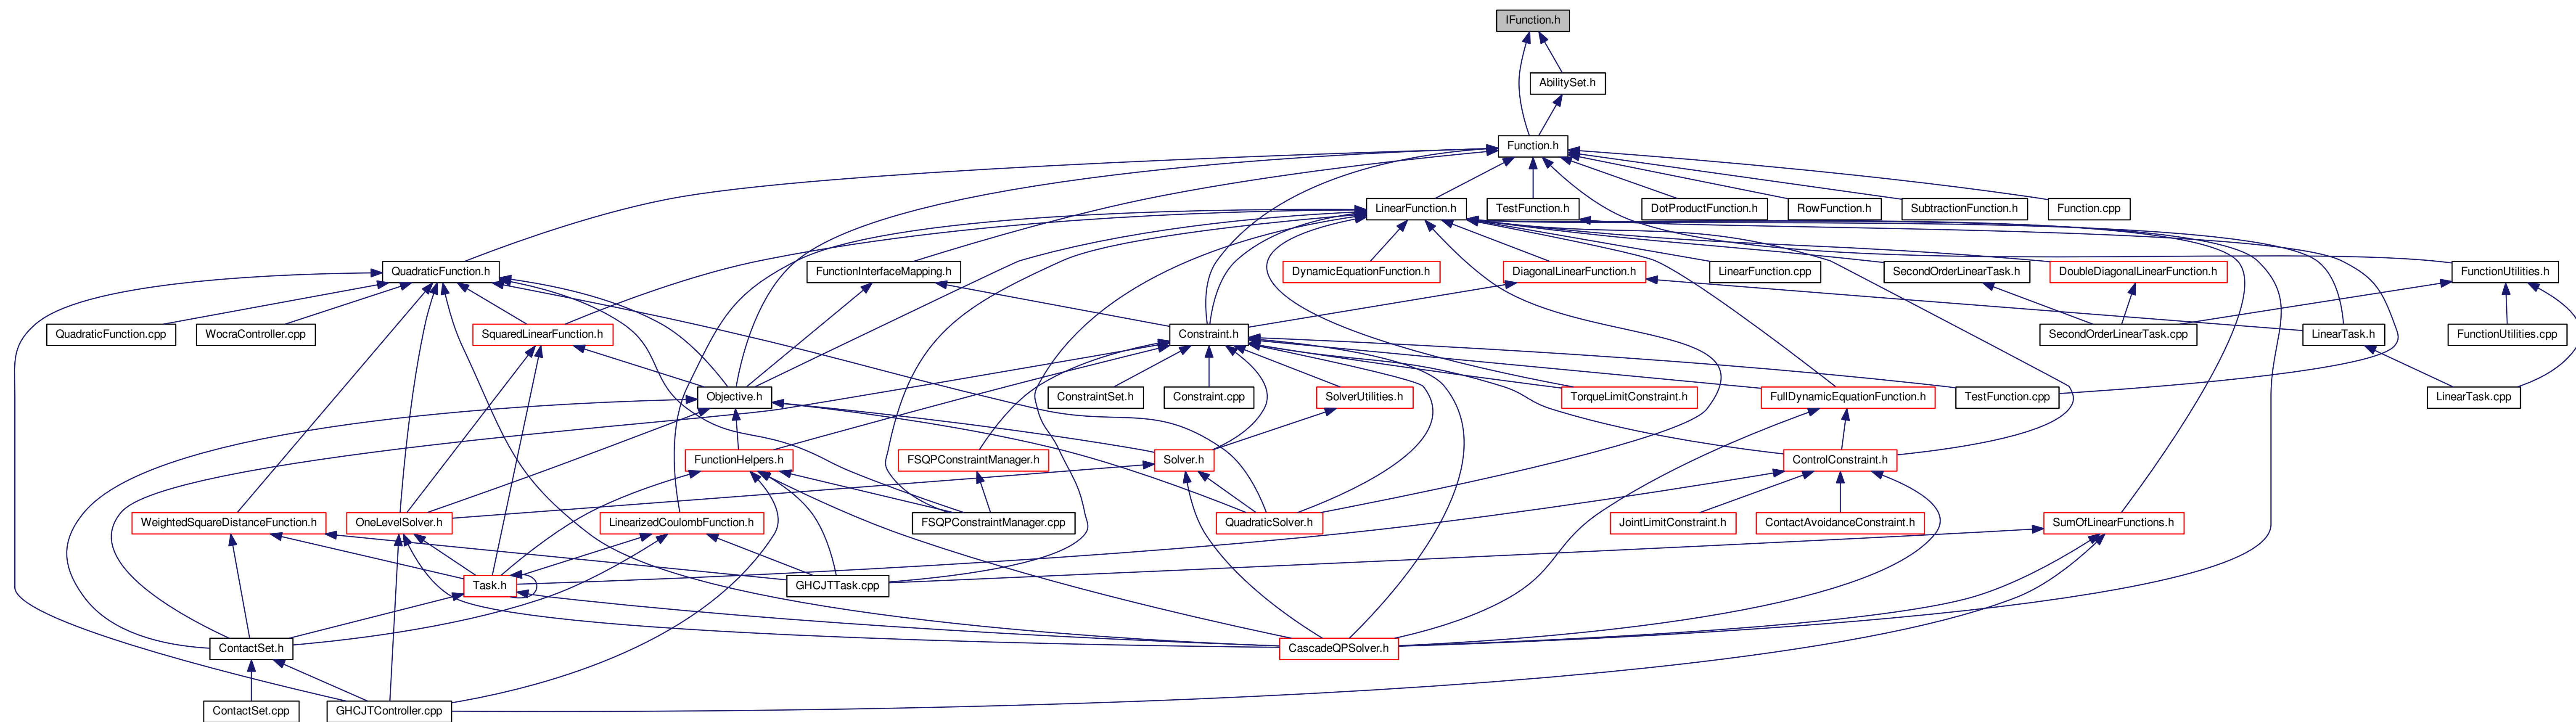 IFunction.h
AbilitySet.h
Function.h
LinearFunction.h
TestFunction.h
DotProductFunction.h
RowFunction.h
SubtractionFunction.h
Function.cpp
QuadraticFunction.h
FunctionInterfaceMapping.h
DynamicEquationFunction.h
DiagonalLinearFunction.h
LinearFunction.cpp
SecondOrderLinearTask.h
DoubleDiagonalLinearFunction.h
FunctionUtilities.h
QuadraticFunction.cpp
WocraController.cpp
SquaredLinearFunction.h
Constraint.h
SecondOrderLinearTask.cpp
LinearTask.h
FunctionUtilities.cpp
Objective.h
ConstraintSet.h
Constraint.cpp
SolverUtilities.h
TorqueLimitConstraint.h
FullDynamicEquationFunction.h
TestFunction.cpp
LinearTask.cpp
FunctionHelpers.h
FSQPConstraintManager.h
Solver.h
ControlConstraint.h
WeightedSquareDistanceFunction.h
OneLevelSolver.h
LinearizedCoulombFunction.h
FSQPConstraintManager.cpp
QuadraticSolver.h
JointLimitConstraint.h
ContactAvoidanceConstraint.h
SumOfLinearFunctions.h
Task.h
GHCJTTask.cpp
ContactSet.h
CascadeQPSolver.h
ContactSet.cpp
GHCJTController.cpp